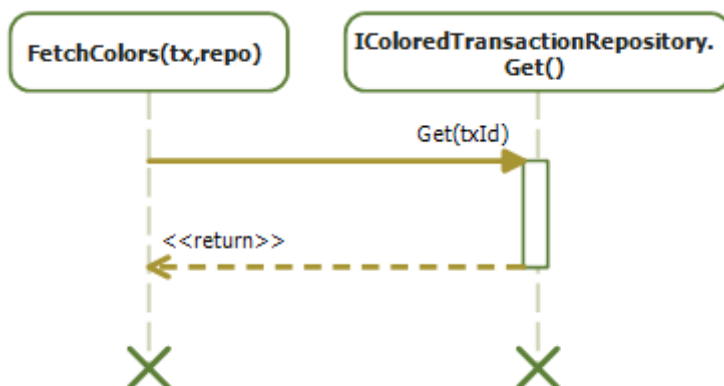 FetchColors(tx,repo)
IColoredTransactionRepository.
Get()
Get(txId)
<<return>>